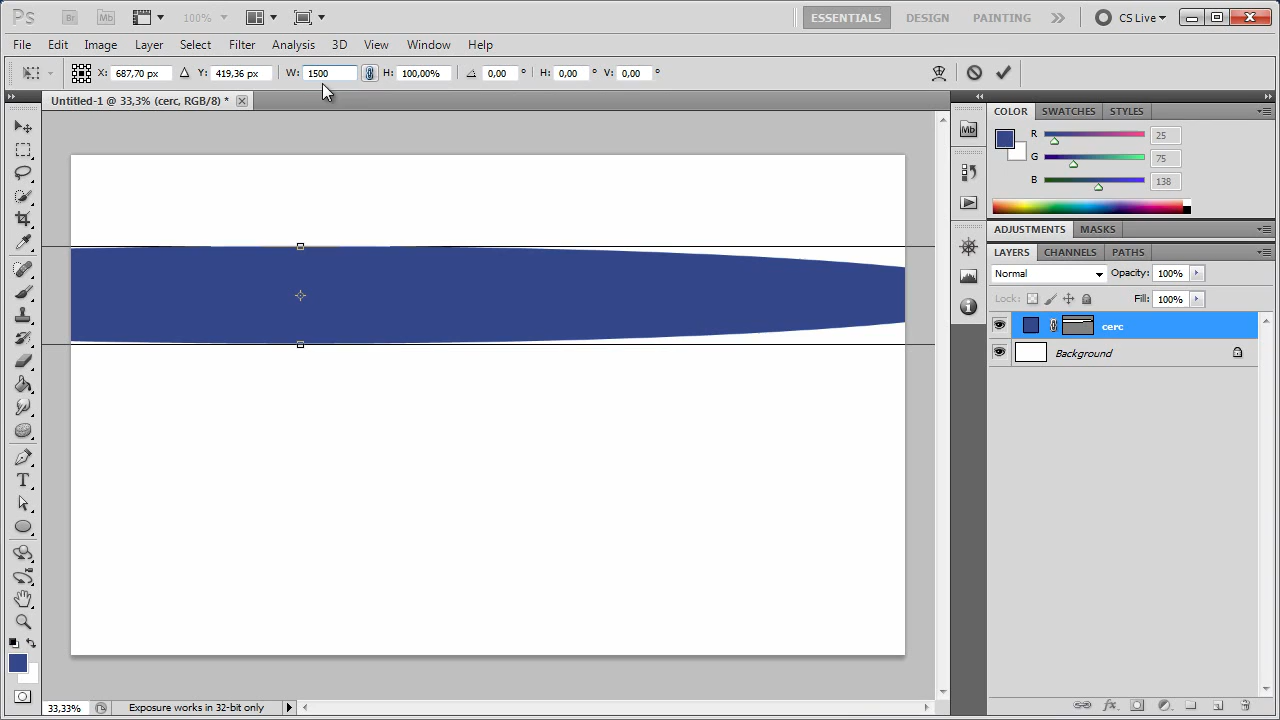 Ps Br Mb 100% ESSENTIALS DESIGN PAINTING CS Live
File Edit Image Layer Select Filter Analysis 3D View Window Help
X: 687,70 px Y: 419,36 px W: 1500 H: 100,00% 0,00 ° H: 0,00 ° V: 0,00 °
Untitled-1 @ 33,3% (cerc, RGB/8) *
COLOR SWATCHES STYLES
Mb
R 25
G 75
B 138
ADJUSTMENTS MASKS
LAYERS CHANNELS PATHS
Normal Opacity: 100%
Lock: Fill: 100%
cerc
Background
T
33,33% Exposure works in 32-bit only
fx